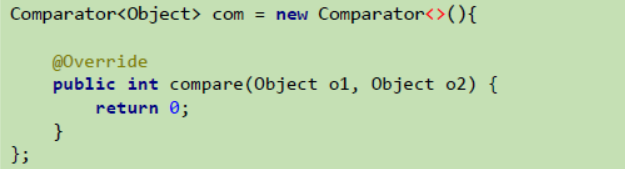 Comparator<Object> com = new Comparator<>(){
@Override
public int compare(Object o1, Object o2) {
return 0;
}
};